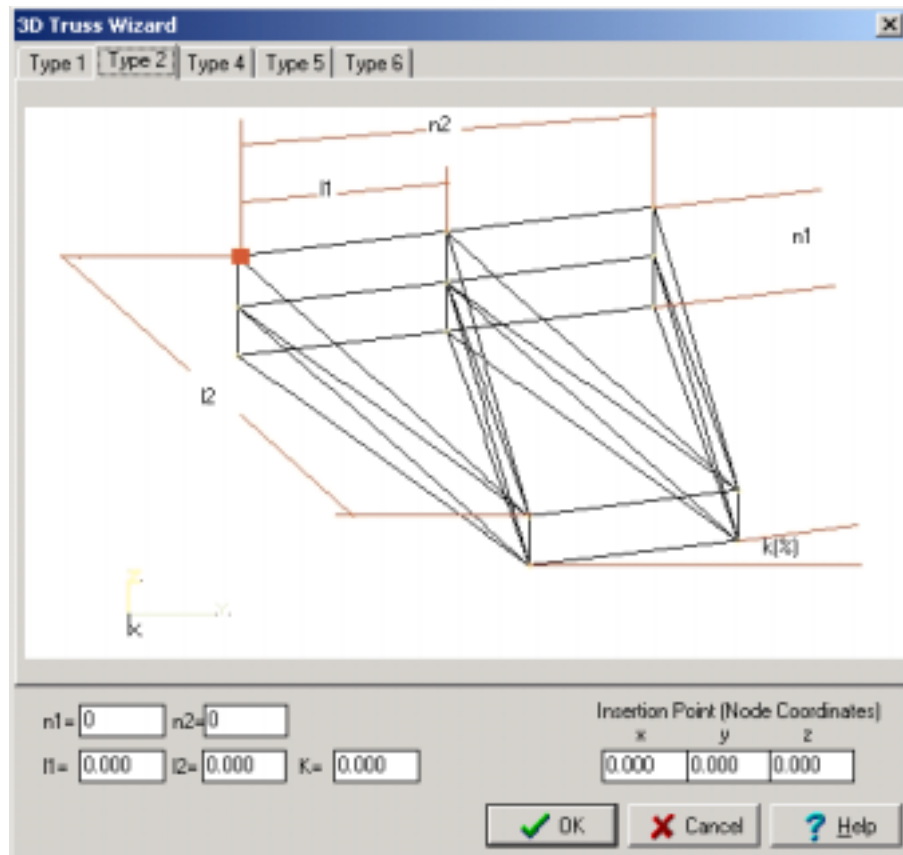 3D Truss Wizard
Type 1 Type 2 Type 4 Type 5 Type 6
n2
l1
n1
l2
k(%)
Z
Y
X
n1= 0 n2= 0
l1= 0.000 l2= 0.000 K= 0.000
Insertion Point (Node Coordinates)
x y z
0.000 0.000 0.000
OK Cancel Help